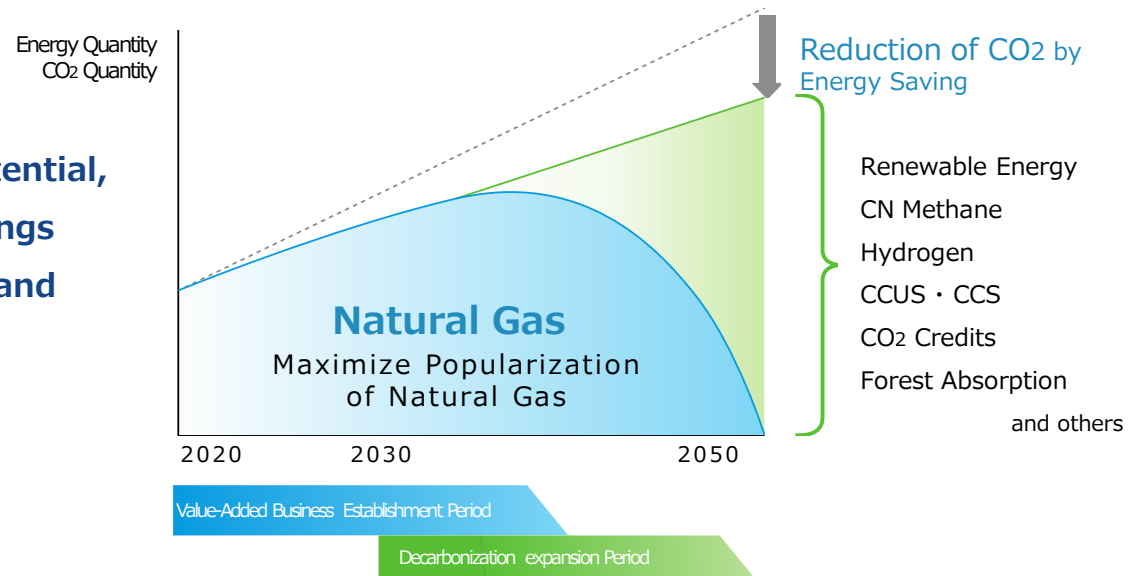 Energy Quantity
CO2 Quantity
Reduction of CO2 by
Energy Saving
tential,
ngs
and
Renewable Energy
CN Methane
Hydrogen
CCUS・CCS
CO2 Credits
Forest Absorption
and others
Natural Gas
Maximize Popularization
of Natural Gas
2020 2030 2050
Value-Added Business Establishment Period
Decarbonization expansion Period